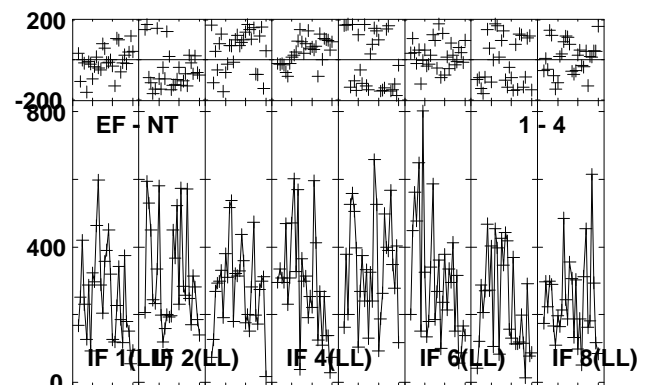 200
-200
800
EF - NT 1 - 4
400
IF 1(LL) IF 2(LL) IF 4(LL) IF 6(LL) IF 8(LL)
0